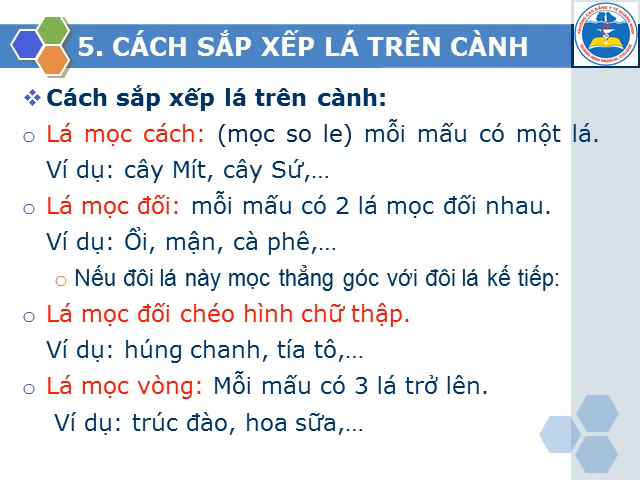 5. CÁCH SẮP XẾP LÁ TRÊN CÀNH
Cách sắp xếp lá trên cành:
Lá mọc cách: (mọc so le) mỗi mấu có một lá.
Ví dụ: cây Mít, cây Sứ,…
Lá mọc đối: mỗi mấu có 2 lá mọc đối nhau.
Ví dụ: Ổi, mận, cà phê,…
Nếu đôi lá này mọc thẳng góc với đôi lá kế tiếp:
Lá mọc đối chéo hình chữ thập.
Ví dụ: húng chanh, tía tô,…
Lá mọc vòng: Mỗi mấu có 3 lá trở lên.
Ví dụ: trúc đào, hoa sữa,…